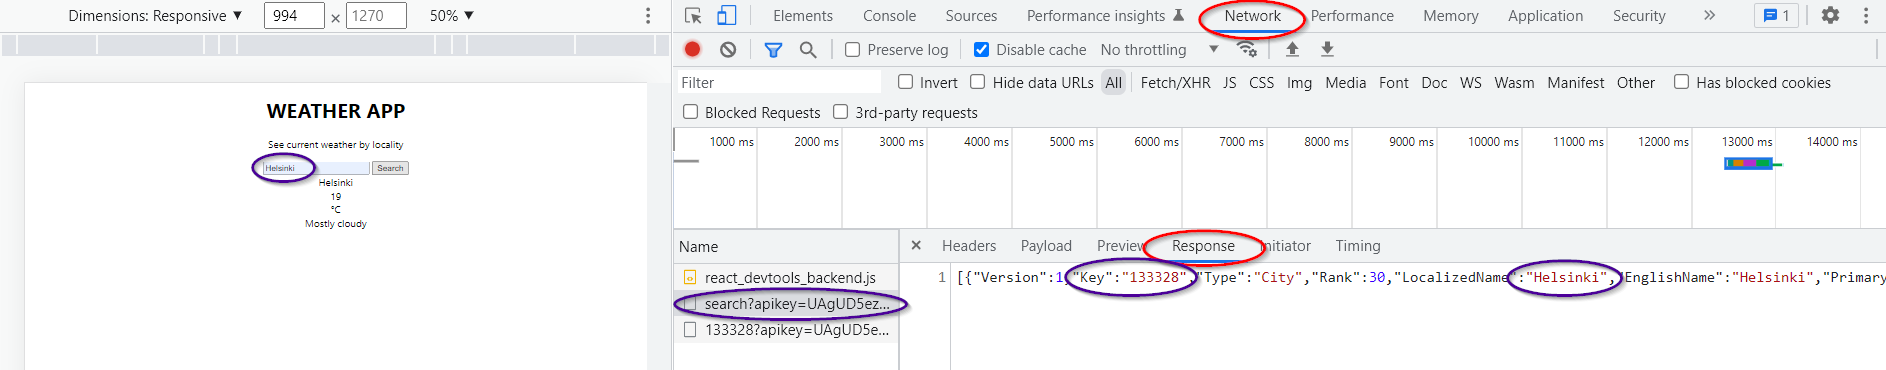 Dimensions: Responsive ▼ 994 × 1270 50% ▼
WEATHER APP
See current weather by locality
Helsinki Search
Helsinki
19
°C
Mostly cloudy
Elements Console Sources Performance insights Network Performance Memory Application Security » 1
Preserve log Disable cache No throttling ▼
Filter Invert Hide data URLs All Fetch/XHR JS CSS Img Media Font Doc WS Wasm Manifest Other Has blocked cookies
Blocked Requests 3rd-party requests
1000 ms 2000 ms 3000 ms 4000 ms 5000 ms 6000 ms 7000 ms 8000 ms 9000 ms 10000 ms 11000 ms 12000 ms 13000 ms 14000 ms
Name
react_devtools_backend.js
search?apikey=UAgUD5ez...
133328?apikey=UAgUD5e...
× Headers Payload Preview Response Initiator Timing
1 [{"Version":1,"Key":"133328","Type":"City","Rank":30,"LocalizedName":"Helsinki","EnglishName":"Helsinki","Primary